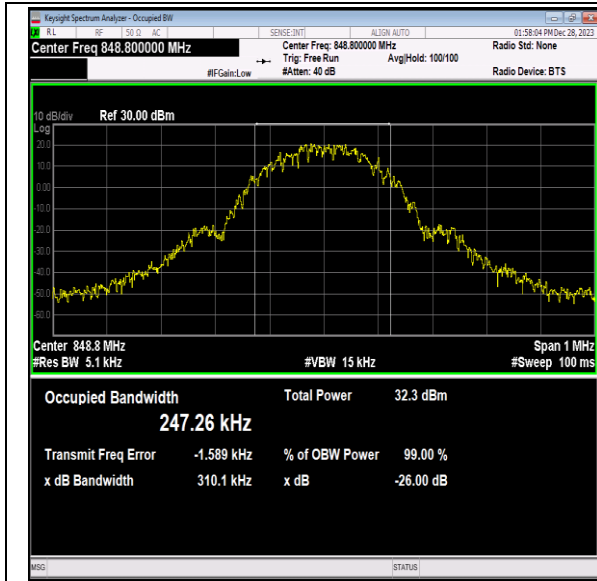 Keysight Spectrum Analyzer - Occupied BW
LXI RL RF 50 Ω AC SENSE:INT ALIGN AUTO 01:58:04 PM Dec 28, 2023
Center Freq 848.800000 MHz Center Freq: 848.800000 MHz Radio Std: None
Trig: Free Run Avg|Hold: 100/100
#IFGain:Low #Atten: 40 dB Radio Device: BTS
10 dB/div Ref 30.00 dBm
Log
20.0
10.0
0.00
-10.0
-20.0
-30.0
-40.0
-50.0
-60.0
Center 848.8 MHz Span 1 MHz
#Res BW 5.1 kHz #VBW 15 kHz #Sweep 100 ms
Occupied Bandwidth Total Power 32.3 dBm
247.26 kHz
Transmit Freq Error -1.589 kHz % of OBW Power 99.00 %
x dB Bandwidth 310.1 kHz x dB -26.00 dB
MSG STATUS